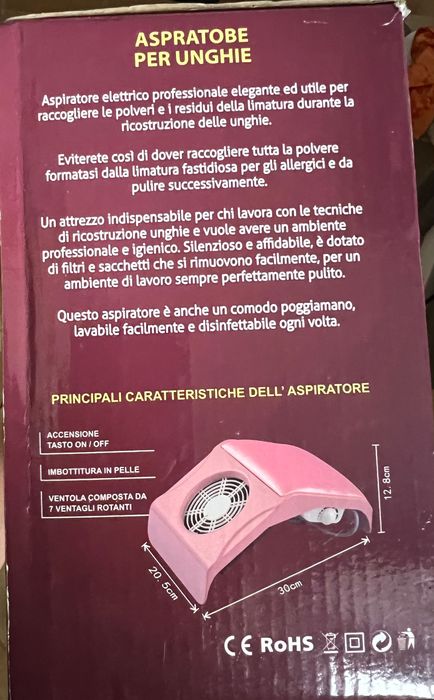 ASPRATOBE
PER UNGHIE
Aspiratore elettrico professionale elegante ed utile per
raccogliere le polveri e i residui della limatura durante la
ricostruzione delle unghie.
Eviterete così di dover raccogliere tutta la polvere
formatasi dalla limatura fastidiosa per gli allergici e da
pulire successivamente.
Un attrezzo indispensabile per chi lavora con le tecniche
di ricostruzione unghie e vuole avere un ambiente
professionale e igienico. Silenzioso e affidabile, è dotato
di filtri e sacchetti che si rimuovono facilmente, per un
ambiente di lavoro sempre perfettamente pulito.
Questo aspiratore è anche un comodo poggiamano,
lavabile facilmente e disinfettabile ogni volta.
PRINCIPALI CARATTERISTICHE DELL' ASPIRATORE
ACCENSIONE
TASTO ON / OFF
IMBOTTITURA IN PELLE
VENTOLA COMPOSTA DA
7 VENTAGLI ROTANTI
12.8cm
20.5cm
30cm
CE RoHS